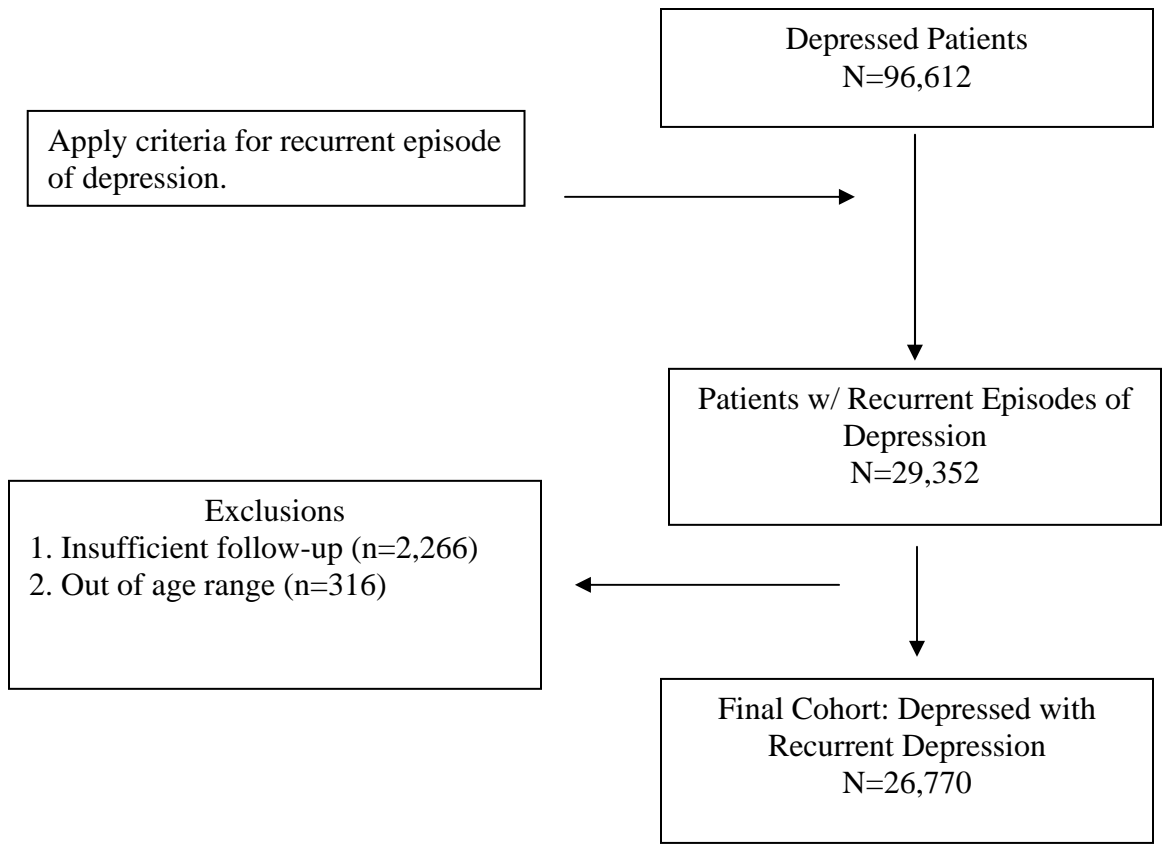 Depressed Patients
N=96,612
Apply criteria for recurrent episode
of depression.
Patients w/ Recurrent Episodes of
Depression
N=29,352
Exclusions
1. Insufficient follow-up (n=2,266)
2. Out of age range (n=316)
Final Cohort: Depressed with
Recurrent Depression
N=26,770